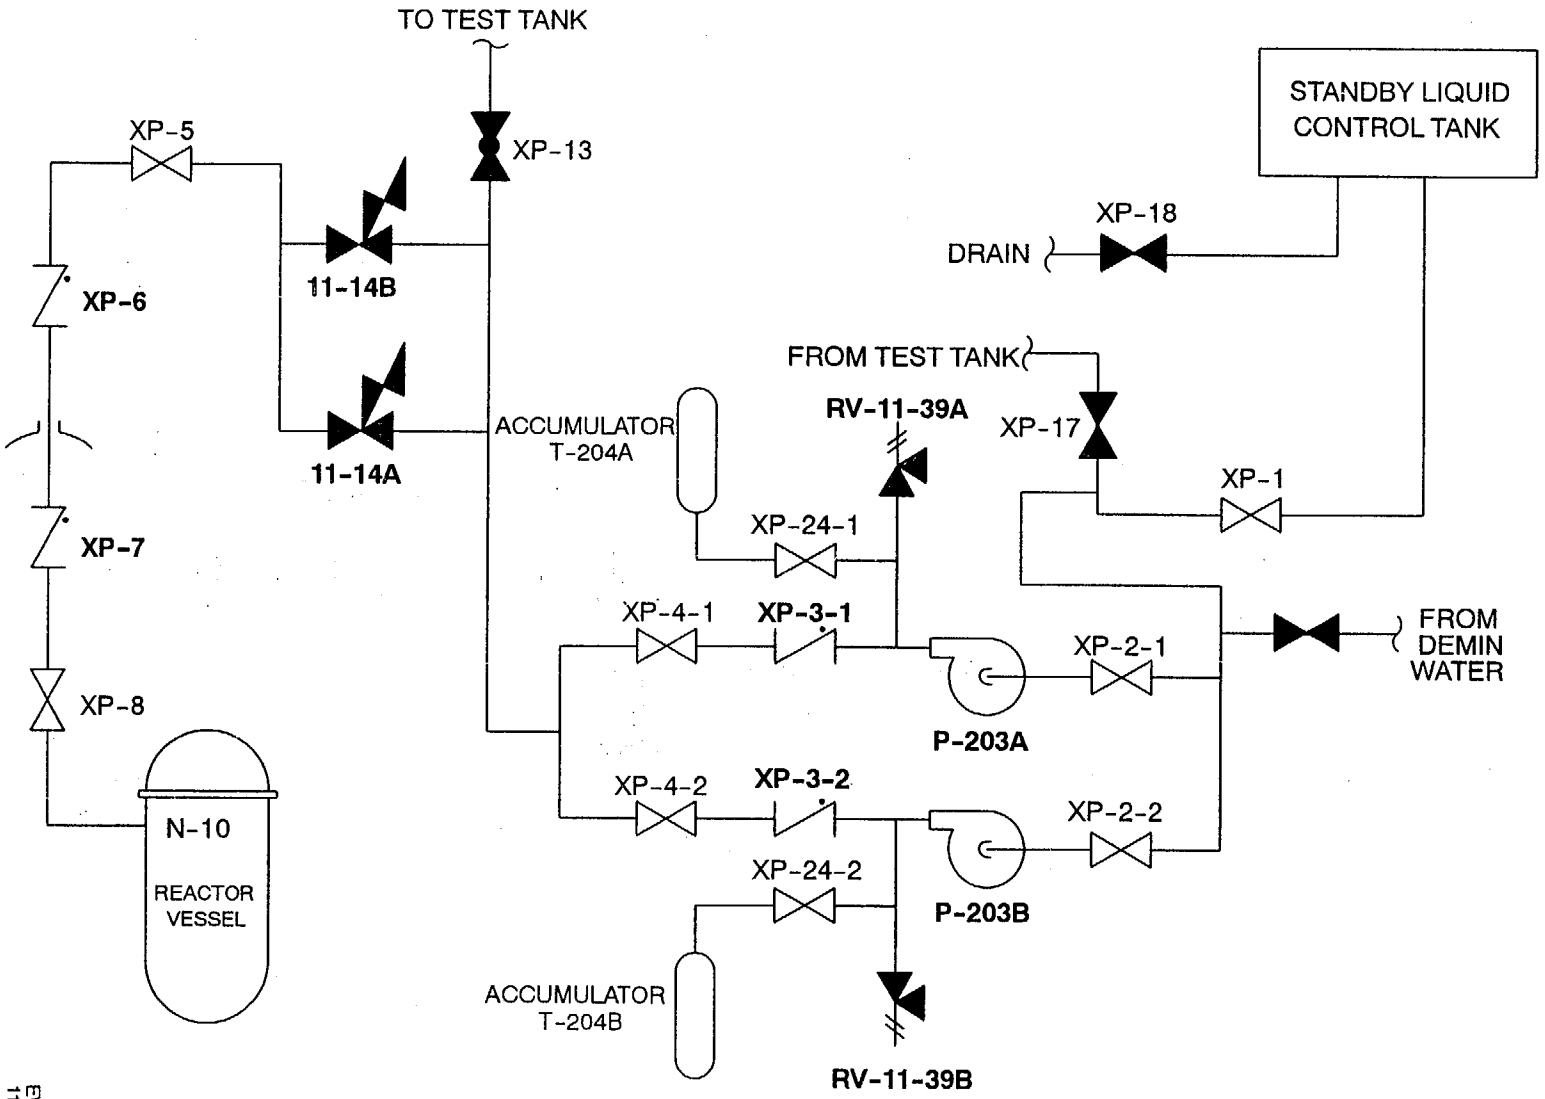 TO TEST TANK
STANDBY LIQUID
CONTROL TANK
XP-5
XP-13
XP-18
DRAIN
11-14B
XP-6
FROM TEST TANK
RV-11-39A
XP-17
ACCUMULATOR
T-204A
11-14A
XP-1
XP-24-1
XP-7
XP-4-1
XP-3-1
FROM
DEMIN
WATER
XP-2-1
XP-8
P-203A
XP-4-2
XP-3-2
XP-2-2
N-10
XP-24-2
REACTOR
VESSEL
P-203B
ACCUMULATOR
T-204B
RV-11-39B